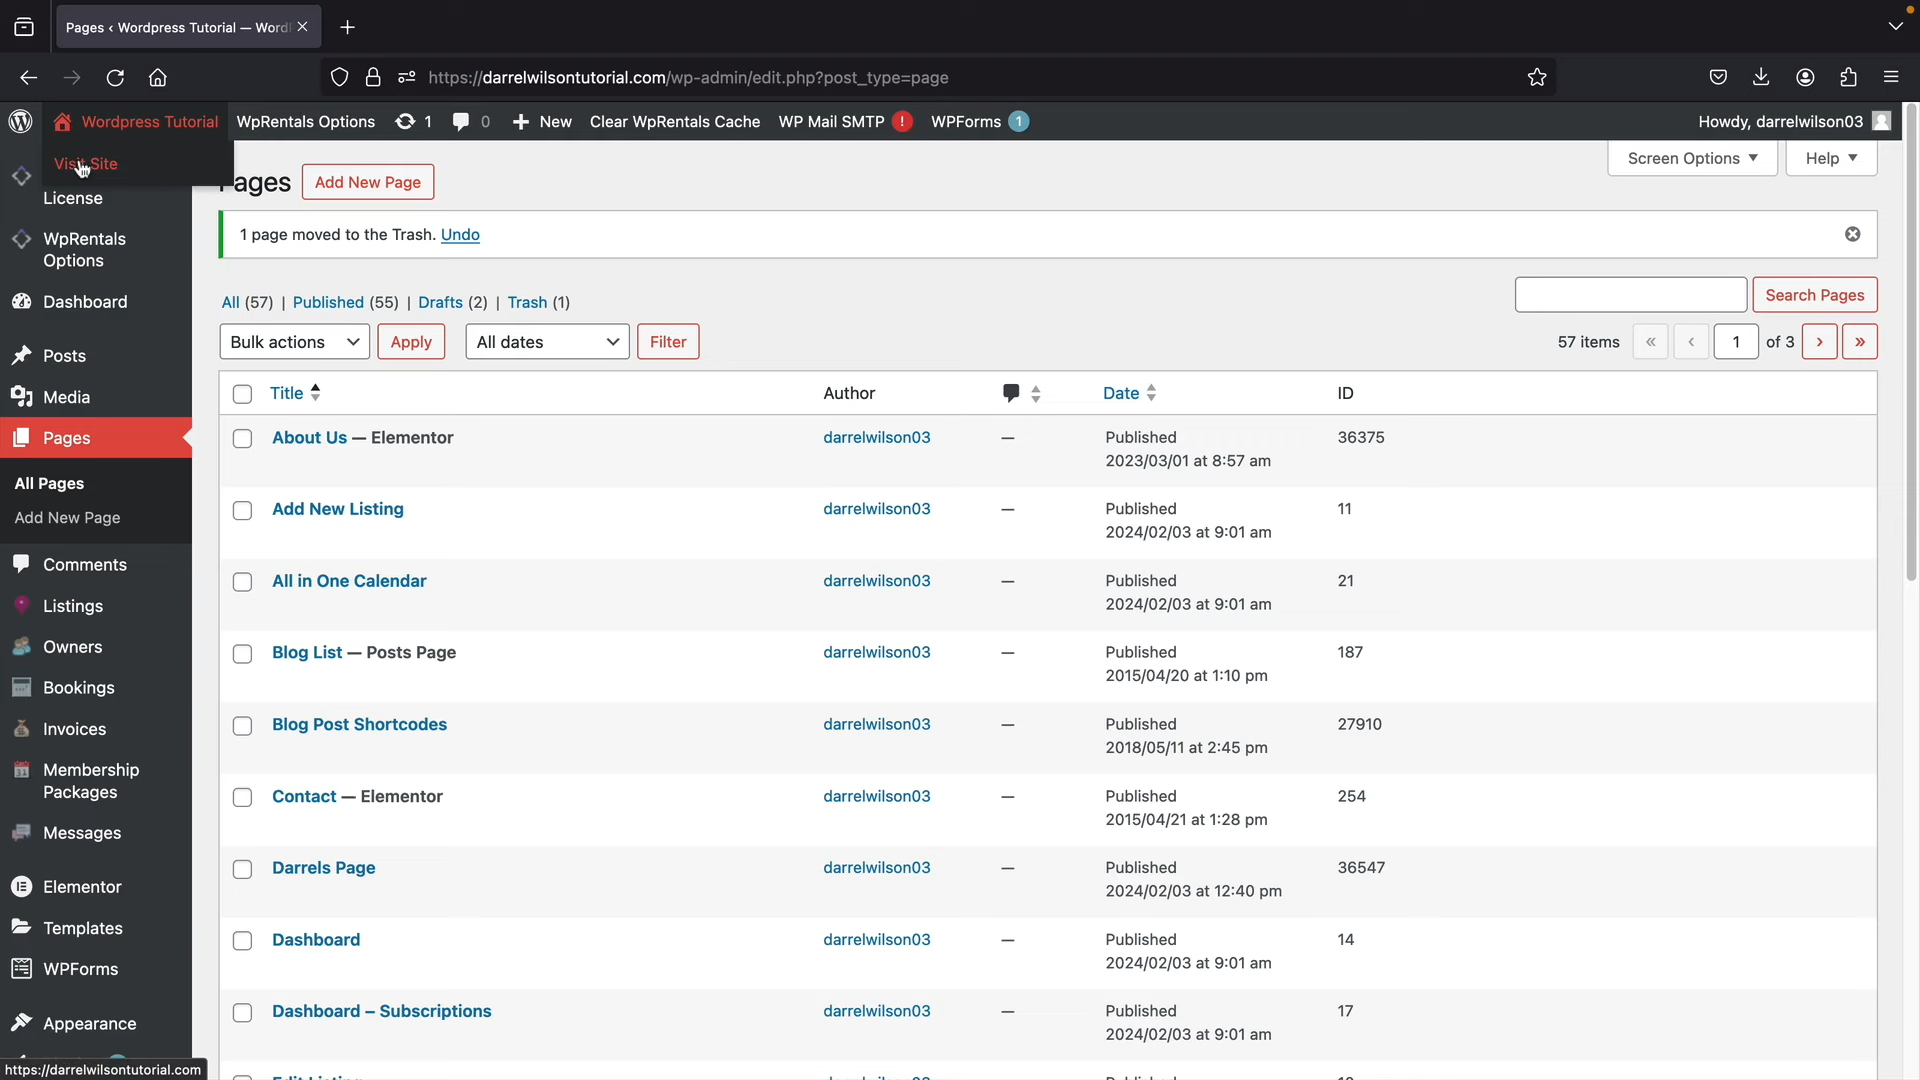 Pages ‹ Wordpress Tutorial — Word
https://darrelwilsontutorial.com/wp-admin/edit.php?post_type=page
Wordpress Tutorial
WpRentals Options
1
0
New
Clear WpRentals Cache
WP Mail SMTP !
WPForms 1
Howdy, darrelwilson03
Visit Site
License
WpRentals
Options
Dashboard
Posts
Media
Pages
All Pages
Add New Page
Comments
Listings
Owners
Bookings
Invoices
Membership
Packages
Messages
Elementor
Templates
WPForms
Appearance
https://darrelwilsontutorial.com
Pages
Add New Page
Screen Options
Help
1 page moved to the Trash. Undo
All (57) | Published (55) | Drafts (2) | Trash (1)
Search Pages
Bulk actions
Apply
All dates
Filter
57 items « ‹ 1 of 3 › »
Title Author Date ID
About Us — Elementor darrelwilson03 — Published 36375
2023/03/01 at 8:57 am
Add New Listing darrelwilson03 — Published 11
2024/02/03 at 9:01 am
All in One Calendar darrelwilson03 — Published 21
2024/02/03 at 9:01 am
Blog List — Posts Page darrelwilson03 — Published 187
2015/04/20 at 1:10 pm
Blog Post Shortcodes darrelwilson03 — Published 27910
2018/05/11 at 2:45 pm
Contact — Elementor darrelwilson03 — Published 254
2015/04/21 at 1:28 pm
Darrels Page darrelwilson03 — Published 36547
2024/02/03 at 12:40 pm
Dashboard darrelwilson03 — Published 14
2024/02/03 at 9:01 am
Dashboard – Subscriptions darrelwilson03 — Published 17
2024/02/03 at 9:01 am